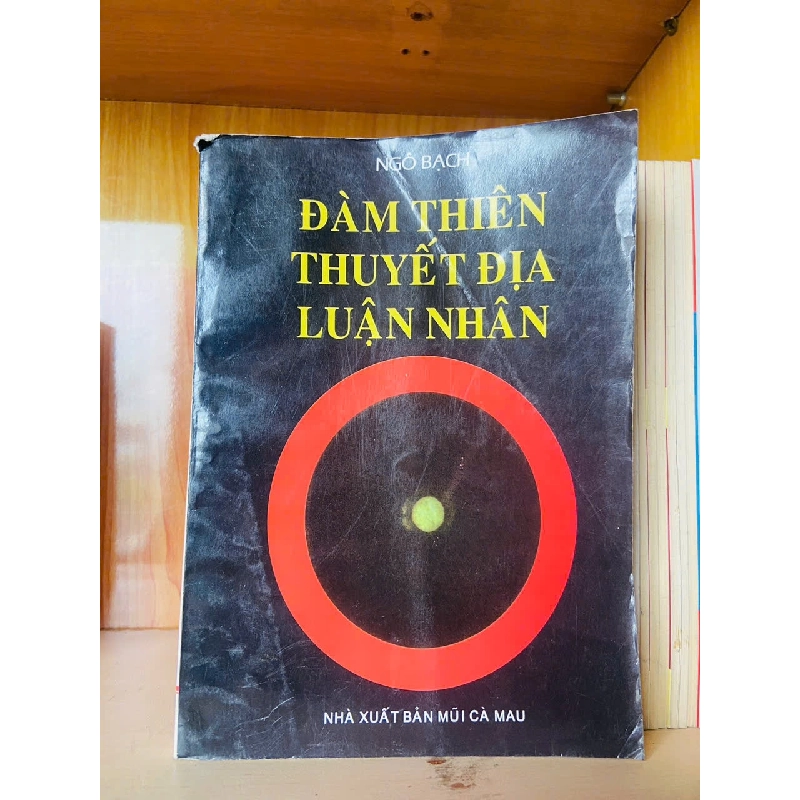 NGÔ BẠCH
ĐÀM THIÊN
THUYẾT ĐỊA
LUẬN NHÂN
NHÀ XUẤT BẢN MŨI CÀ MAU